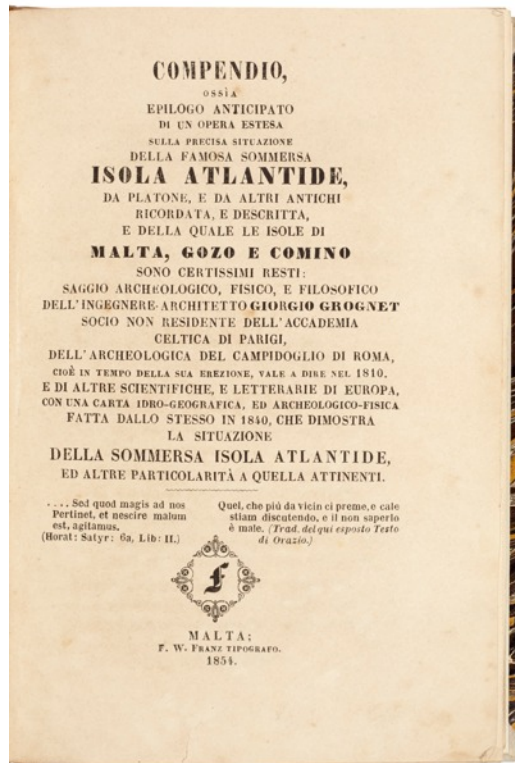 COMPENDIO,
OSSÌA
EPILOGO ANTICIPATO
DI UN OPERA ESTESA
SULLA PRECISA SITUAZIONE
DELLA FAMOSA SOMMERSA
ISOLA ATLANTIDE,
DA PLATONE, E DA ALTRI ANTICHI
RICORDATA, E DESCRITTA,
E DELLA QUALE LE ISOLE DI
MALTA, GOZO E COMINO
SONO CERTISSIMI RESTI:
SAGGIO ARCHEOLOGICO, FISICO, E FILOSOFICO
DELL'INGEGNERE-ARCHITETTO GIORGIO GROGNET
SOCIO NON RESIDENTE DELL'ACCADEMIA
CELTICA DI PARIGI,
DELL'ARCHEOLOGICA DEL CAMPIDOGLIO DI ROMA,
CIOÈ IN TEMPO DELLA SUA EREZIONE, VALE A DIRE NEL 1810,
E DI ALTRE SCIENTIFICHE, E LETTERARIE DI EUROPA,
CON UNA CARTA IDRO-GEOGRAFICA, ED ARCHEOLOGICO-FISICA
FATTA DALLO STESSO IN 1840, CHE DIMOSTRA
LA SITUAZIONE
DELLA SOMMERSA ISOLA ATLANTIDE,
ED ALTRE PARTICOLARITÀ A QUELLA ATTINENTI.
.... Sed quod magis ad nos
Pertinet, et nescire malum
est, agitamus.
(Horat: Satyr: 6a, Lib: II.)
Quel, che piú da vicin ci preme, e cale
stiam discutendo, e il non saperlo
è male. (Trad. del qui esposto Testo
di Orazio.)
F
MALTA:
F. W. FRANZ TIPOGRAFO.
1854.